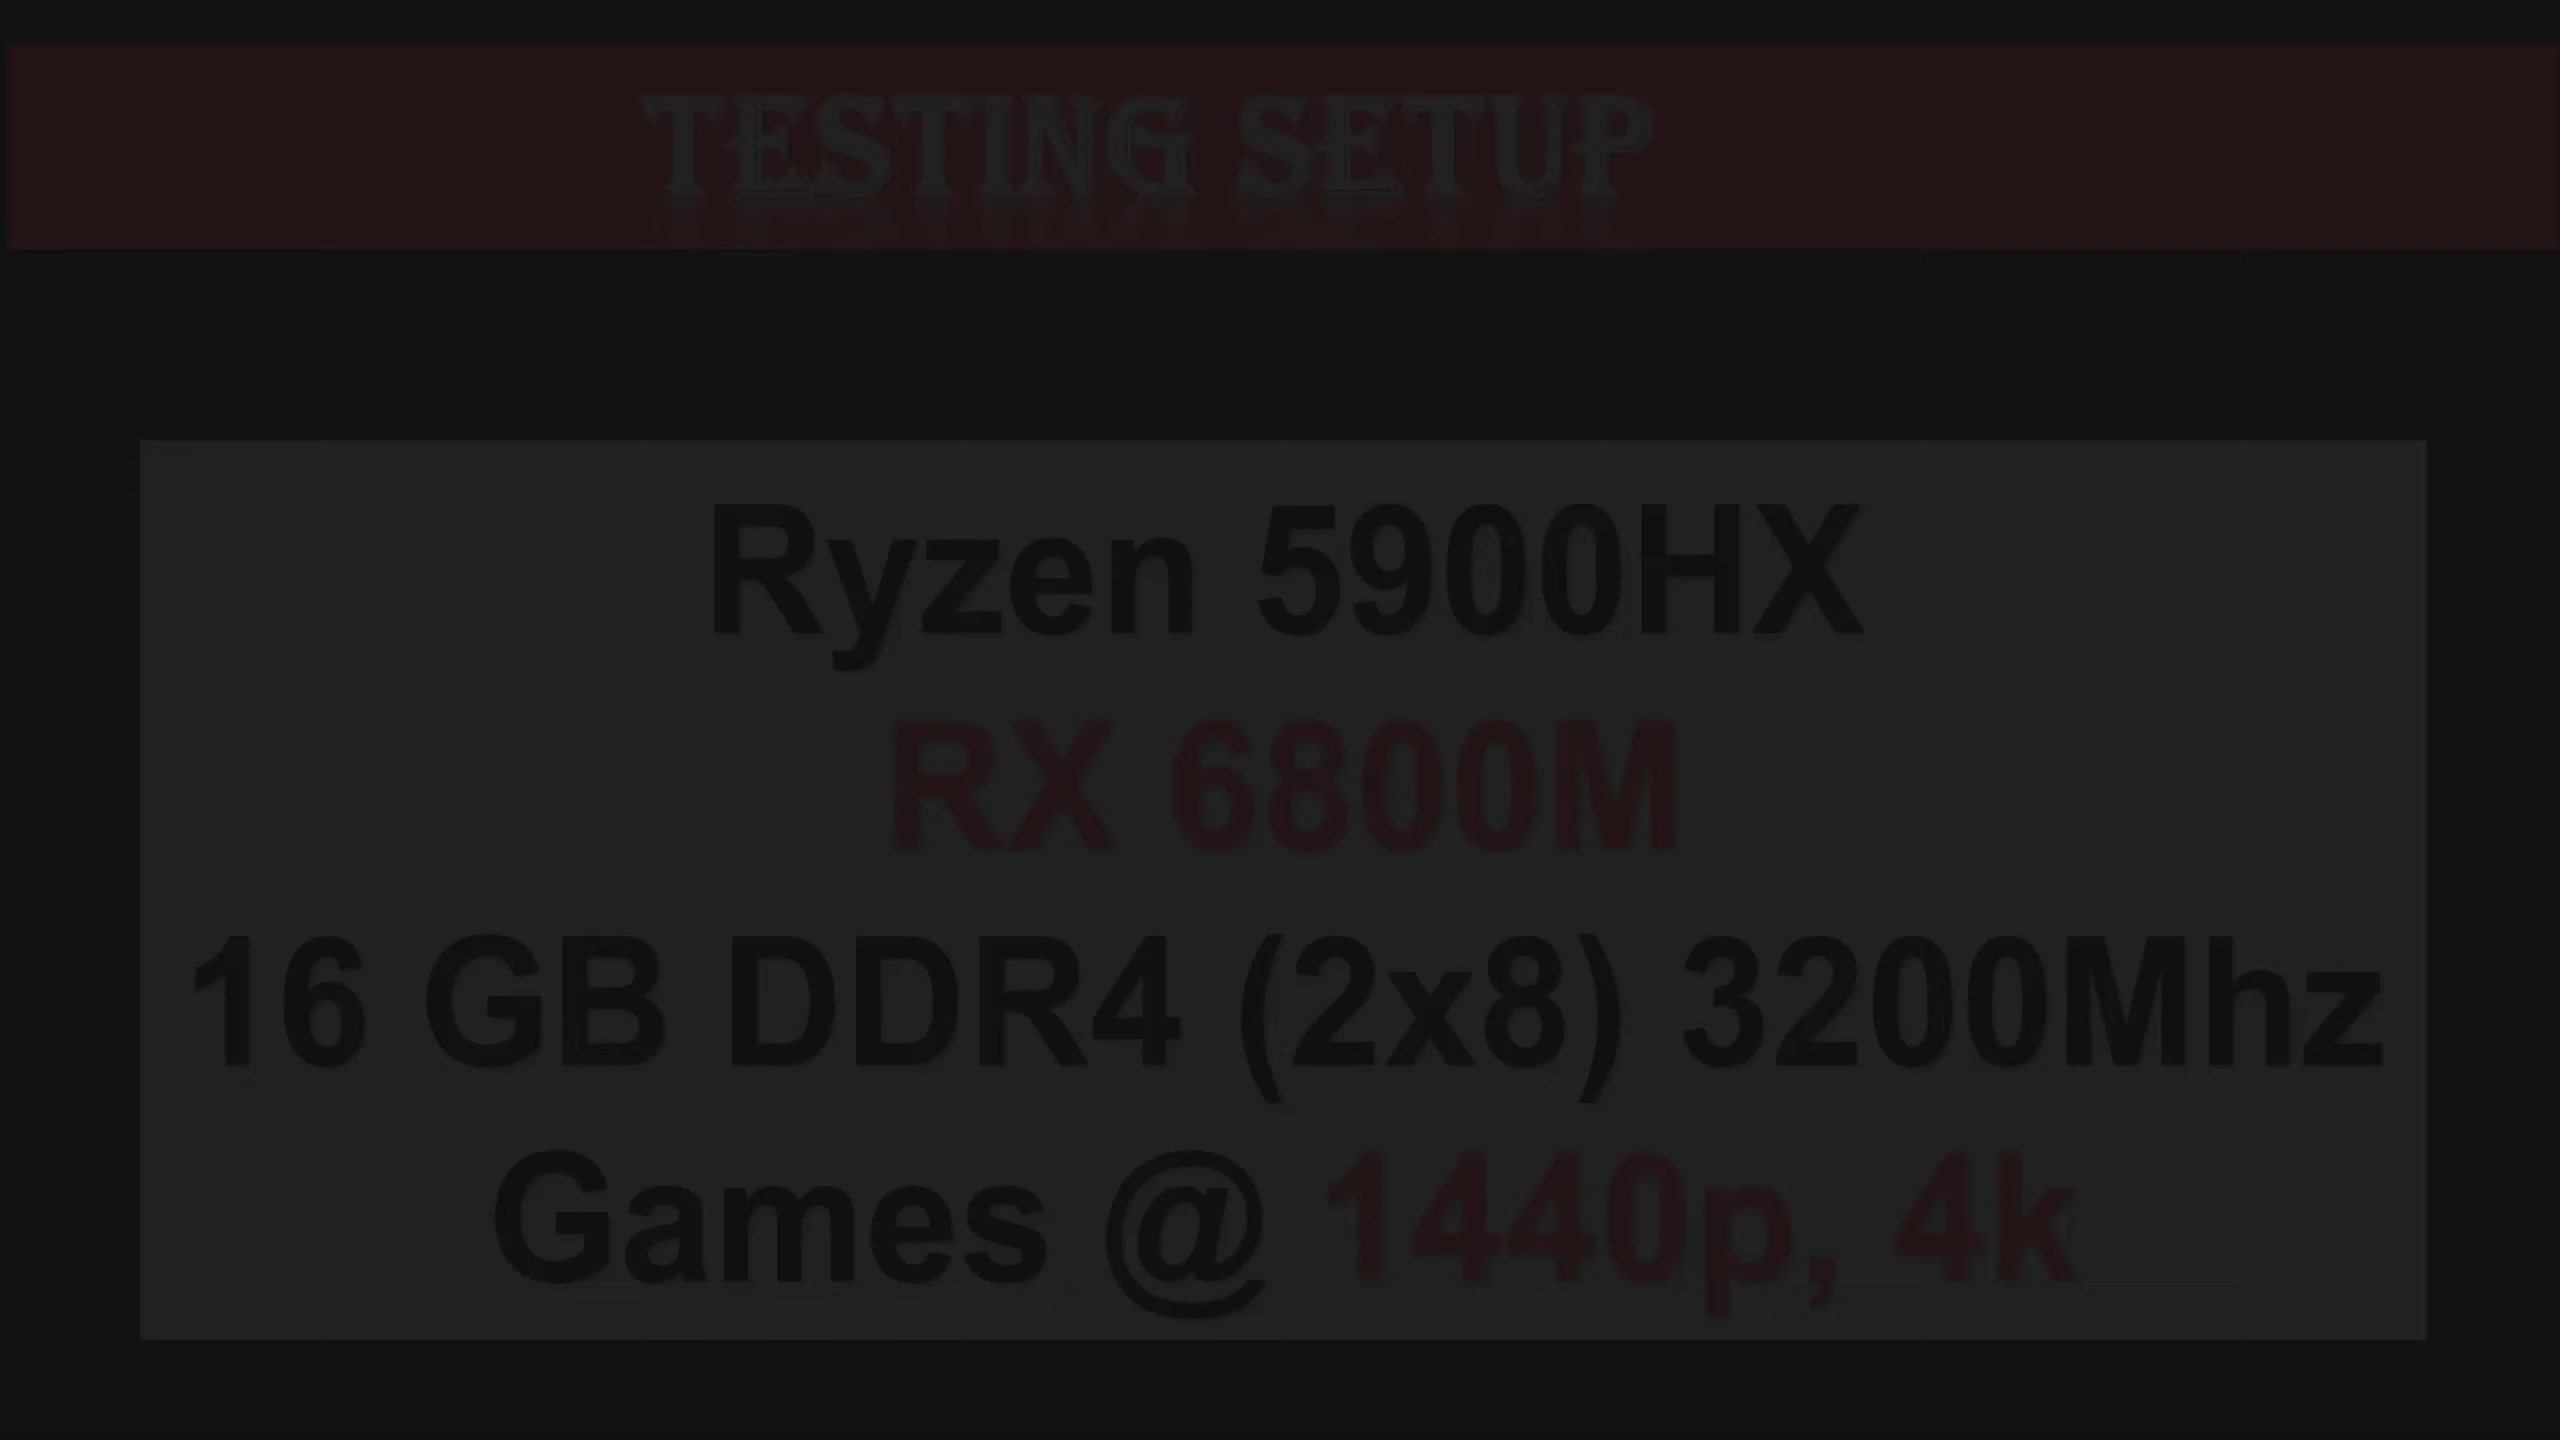 TESTING SETUP
Ryzen 5900HX
RX 6800M
16 GB DDR4 (2x8) 3200Mhz
Games @ 1440p, 4k